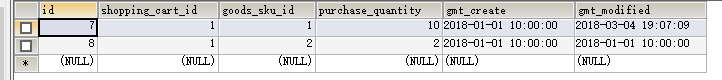 id shopping_cart_id goods_sku_id purchase_quantity gmt_create gmt_modified
7 1 1 10 2018-01-01 10:00:00 2018-03-04 19:07:09
8 1 2 2 2018-01-01 10:00:00 2018-01-01 10:00:00
* (NULL) (NULL) (NULL) (NULL) (NULL) (NULL)